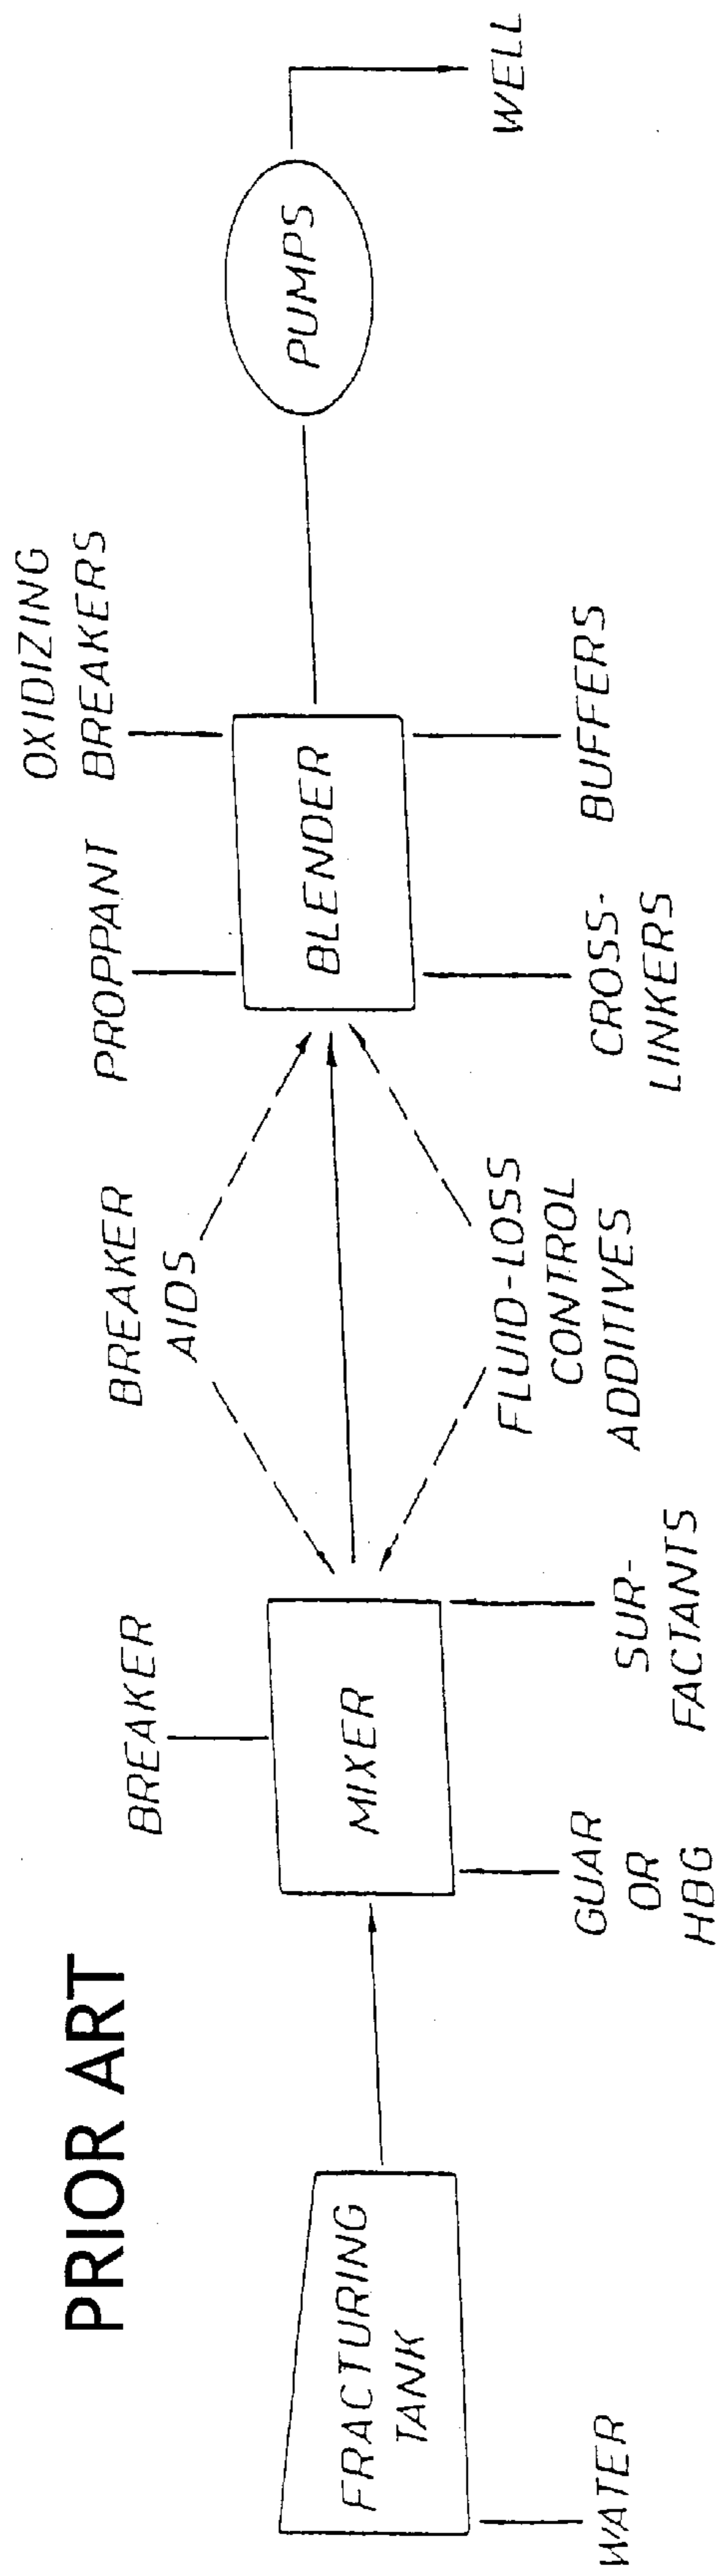 PRIOR ART
FRACTURING
TANK
WATER
BREAKER
MIXER
GUAR
OR
HBG
SUR-
FACTANTS
BREAKER
AIDS
FLUID-LOSS
CONTROL
ADDITIVES
PROPPANT
OXIDIZING
BREAKERS
BLENDER
CROSS-
LINKERS
BUFFERS
PUMPS
WELL